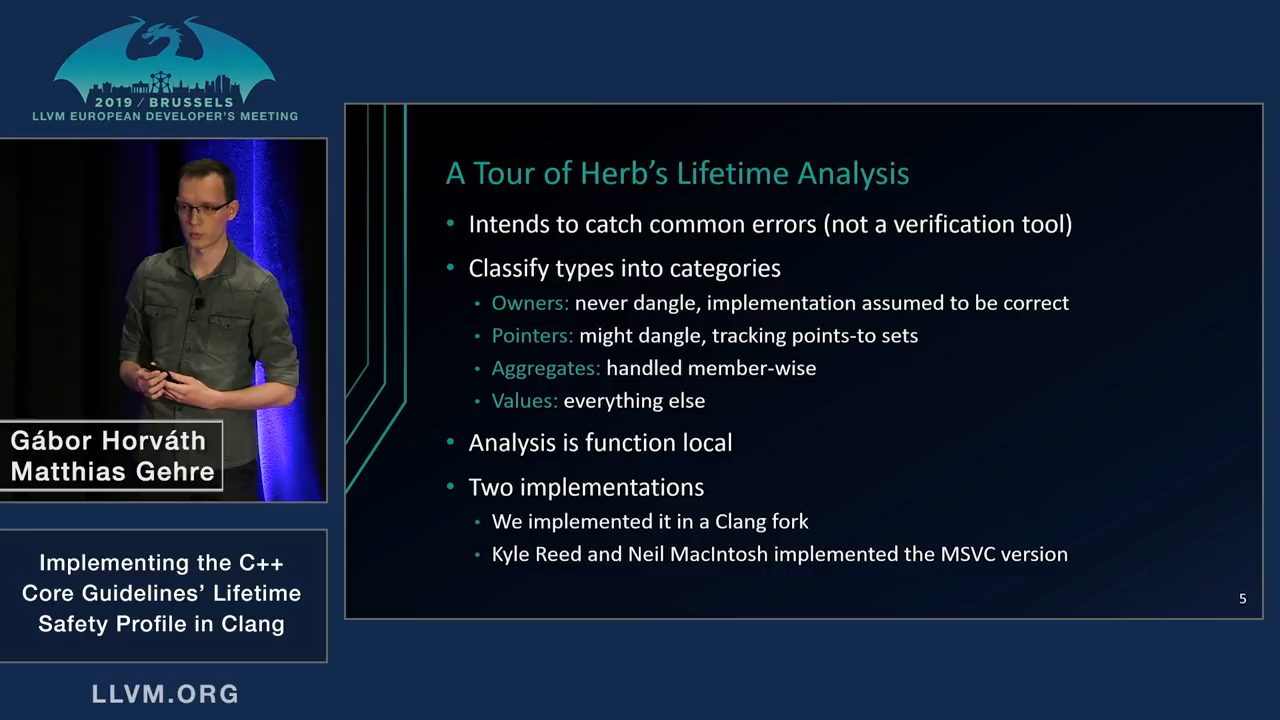 2019 / BRUSSELS
LLVM EUROPEAN DEVELOPER'S MEETING
Gábor Horváth
Matthias Gehre
Implementing the C++
Core Guidelines' Lifetime
Safety Profile in Clang
LLVM.ORG
A Tour of Herb's Lifetime Analysis
• Intends to catch common errors (not a verification tool)
• Classify types into categories
• Owners: never dangle, implementation assumed to be correct
• Pointers: might dangle, tracking points-to sets
• Aggregates: handled member-wise
• Values: everything else
• Analysis is function local
• Two implementations
• We implemented it in a Clang fork
• Kyle Reed and Neil MacIntosh implemented the MSVC version
5